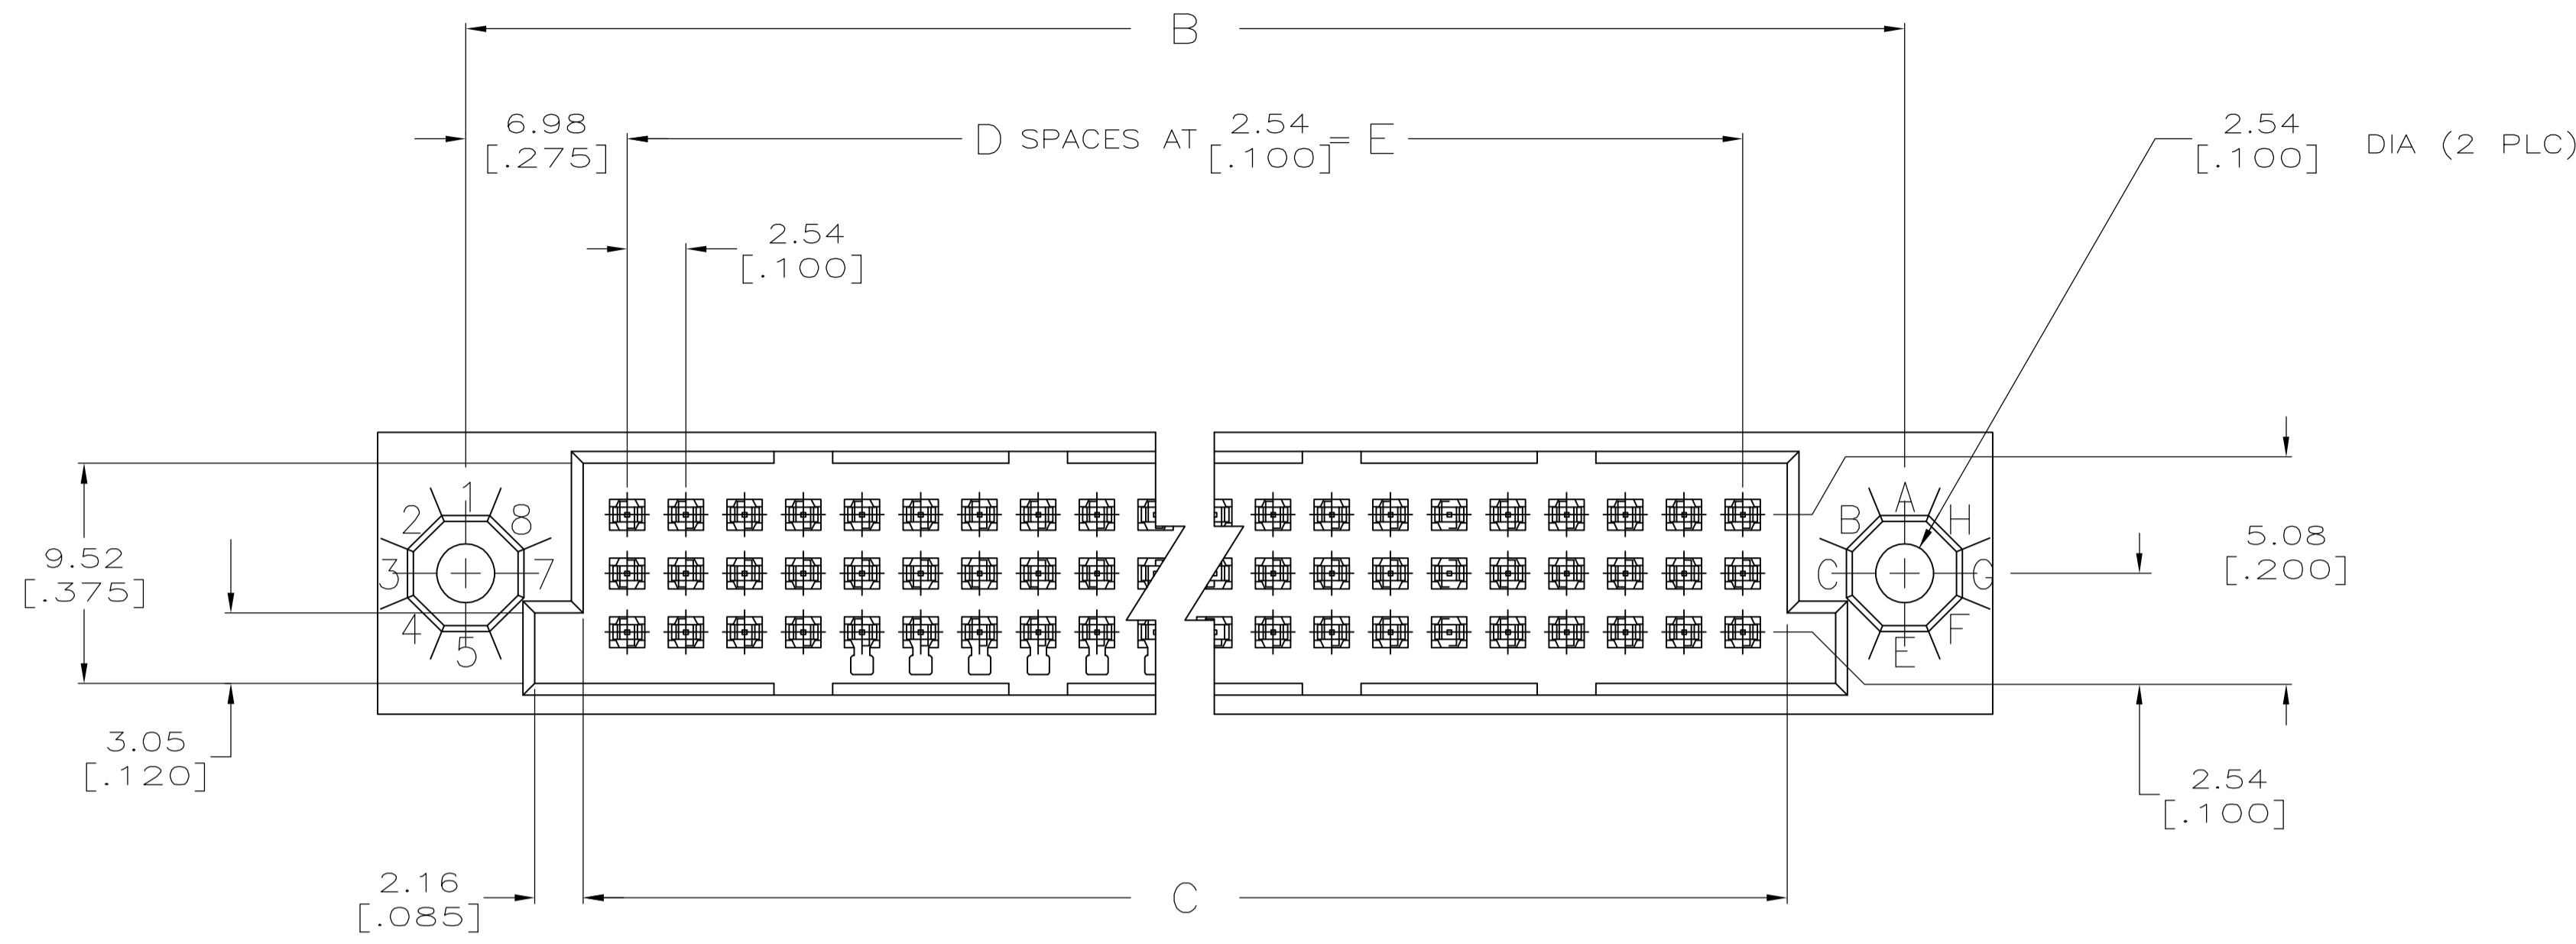 B
6.98
[.275]
D SPACES AT 2.54 [.100] = E
2.54
[.100]
DIA (2 PLC)
2.54
[.100]
1
2
8
3
7
4
5
A
B
H
C
G
F
E
9.52
[.375]
5.08
[.200]
3.05
[.120]
2.54
[.100]
2.16
[.085]
C